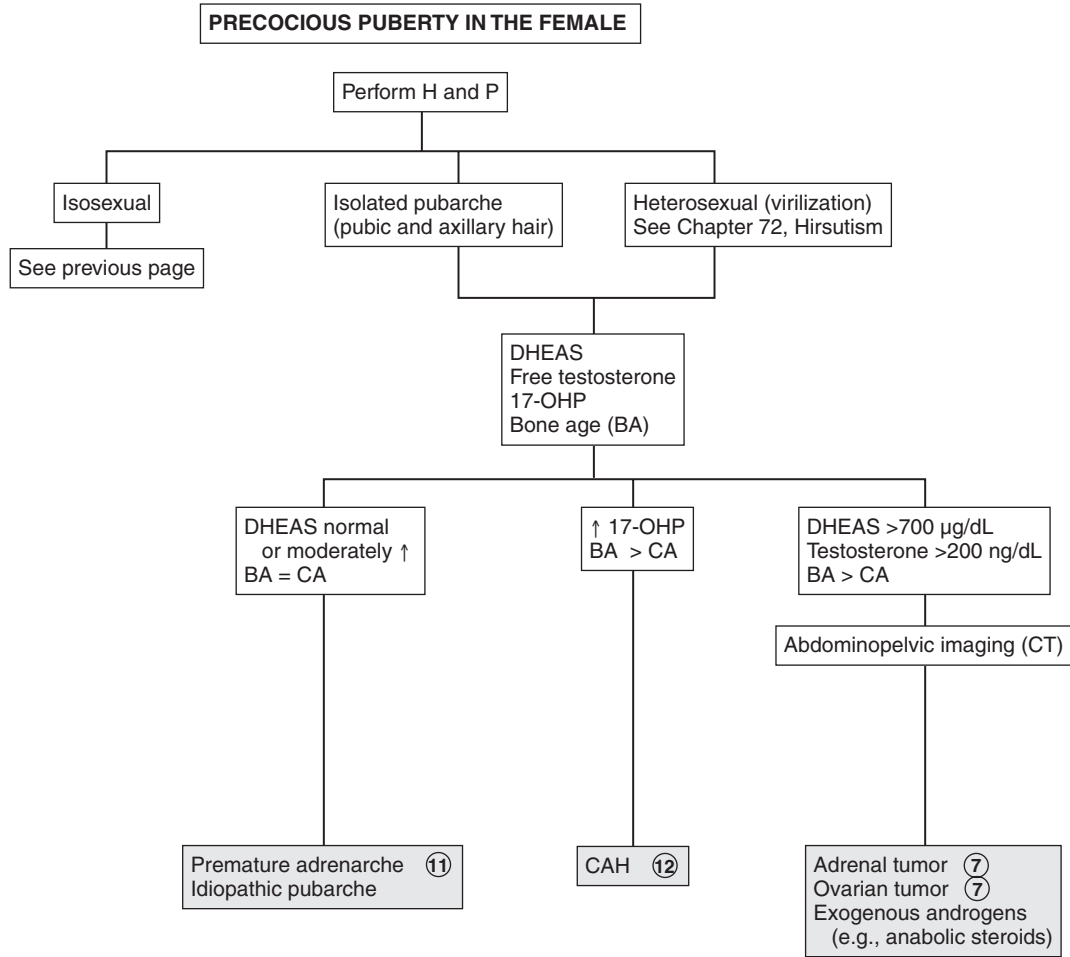 PRECOCIOUS PUBERTY IN THE FEMALE
Perform H and P
Isosexual
See previous page
Isolated pubarche
(pubic and axillary hair)
Heterosexual (virilization)
See Chapter 72, Hirsutism
DHEAS
Free testosterone
17-OHP
Bone age (BA)
DHEAS normal
or moderately ↑
BA = CA
↑ 17-OHP
BA > CA
DHEAS >700 µg/dL
Testosterone >200 ng/dL
BA > CA
Abdominopelvic imaging (CT)
Premature adrenarche ⑪
Idiopathic pubarche
CAH ⑫
Adrenal tumor ⑦
Ovarian tumor ⑦
Exogenous androgens
(e.g., anabolic steroids)